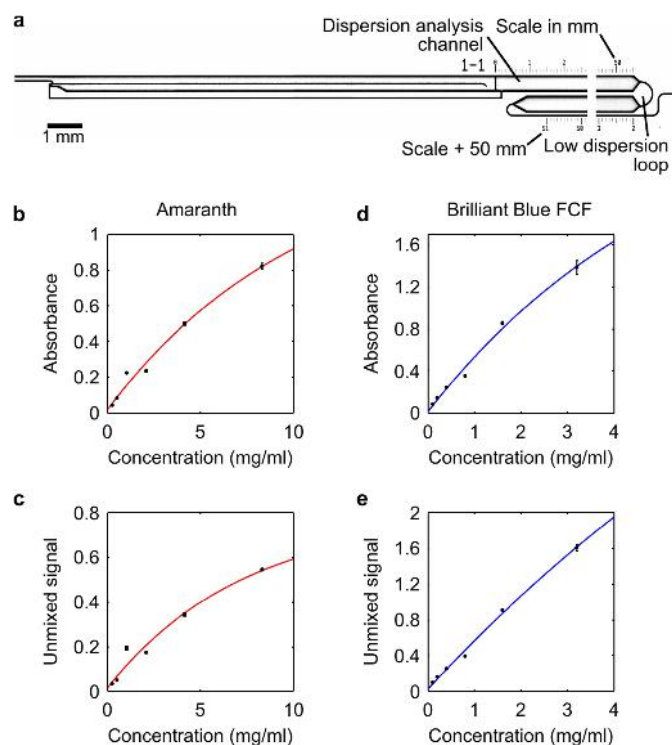 a
Dispersion analysis channel
Scale in mm
1-1
0 1 2
1 mm
Scale + 50 mm
Low dispersion loop
b
Amaranth
Absorbance
1
0.8
0.6
0.4
0.2
0
0 5 10
Concentration (mg/ml)
d
Brilliant Blue FCF
Absorbance
1.6
1.2
0.8
0.4
0
0 1 2 3 4
Concentration (mg/ml)
c
Unmixed signal
0.8
0.6
0.4
0.2
0
0 5 10
Concentration (mg/ml)
e
Unmixed signal
2
1.6
1.2
0.8
0.4
0
0 1 2 3 4
Concentration (mg/ml)